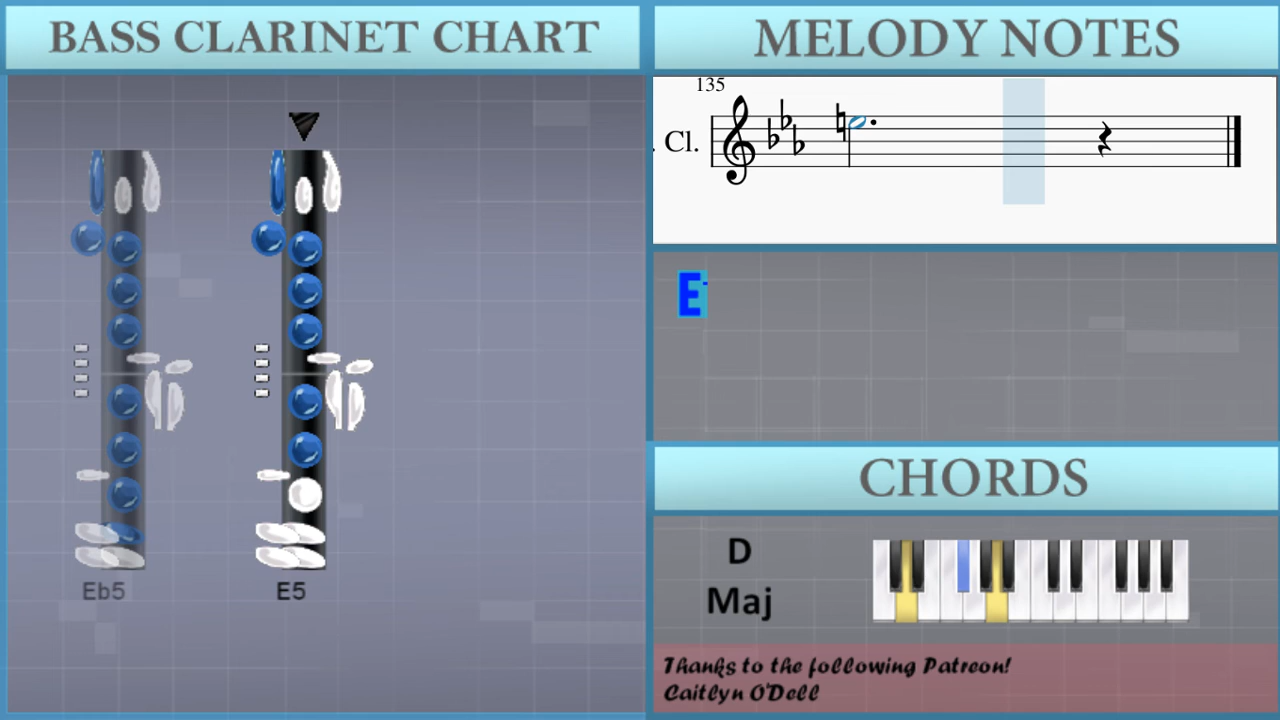 BASS CLARINET CHART
Eb5
E5
MELODY NOTES
135
. Cl.
E
CHORDS
D
Maj
Thanks to the following Patreon!
Caitlyn O'Dell